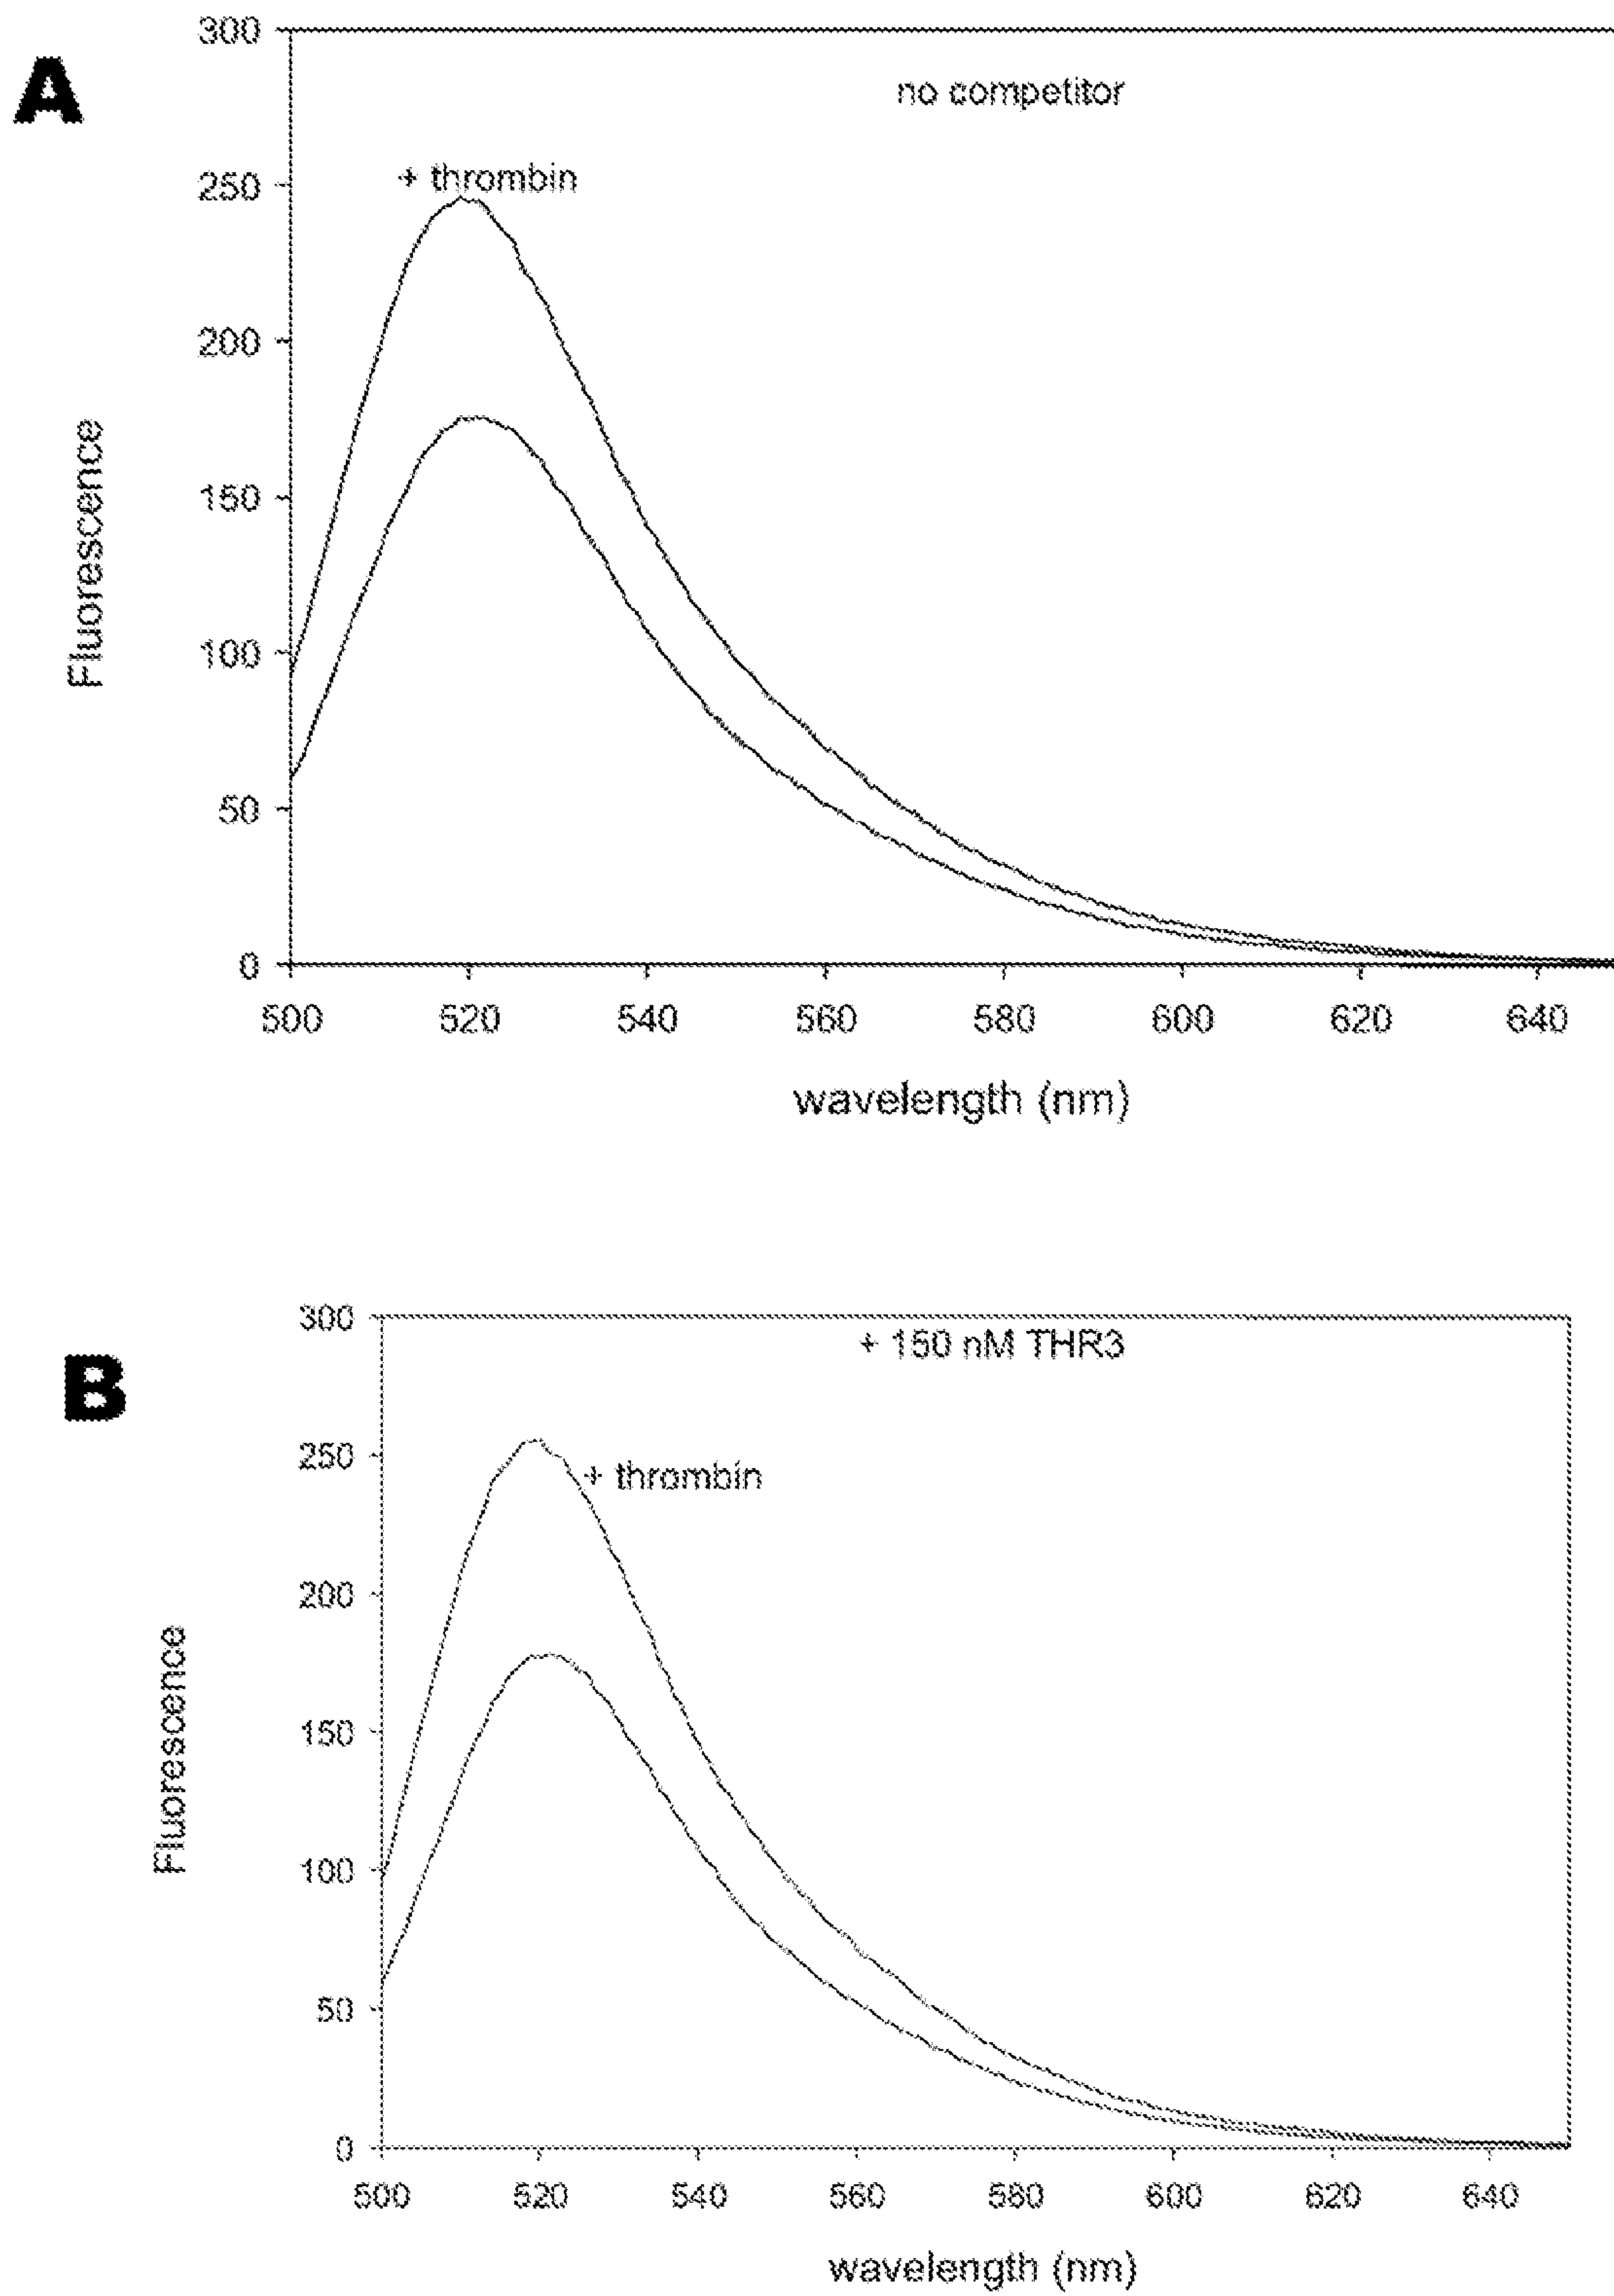 A
300
no competitor
+ thrombin
250
200
150
100
50
0
Fluorescence
500 520 540 560 580 600 620 640
wavelength (nm)
B
300
+ 150 nM THR3
250
+ thrombin
200
150
100
50
0
Fluorescence
500 520 540 560 580 600 620 640
wavelength (nm)